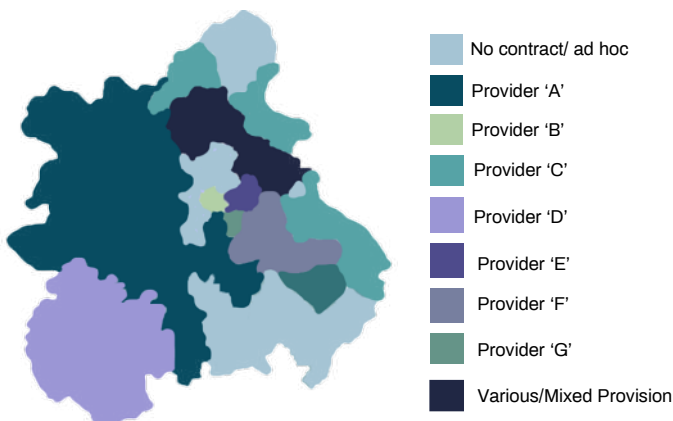 No contract/ ad hoc
Provider ‘A’
Provider ‘B’
Provider ‘C’
Provider ‘D’
Provider ‘E’
Provider ‘F’
Provider ‘G’
Various/Mixed Provision